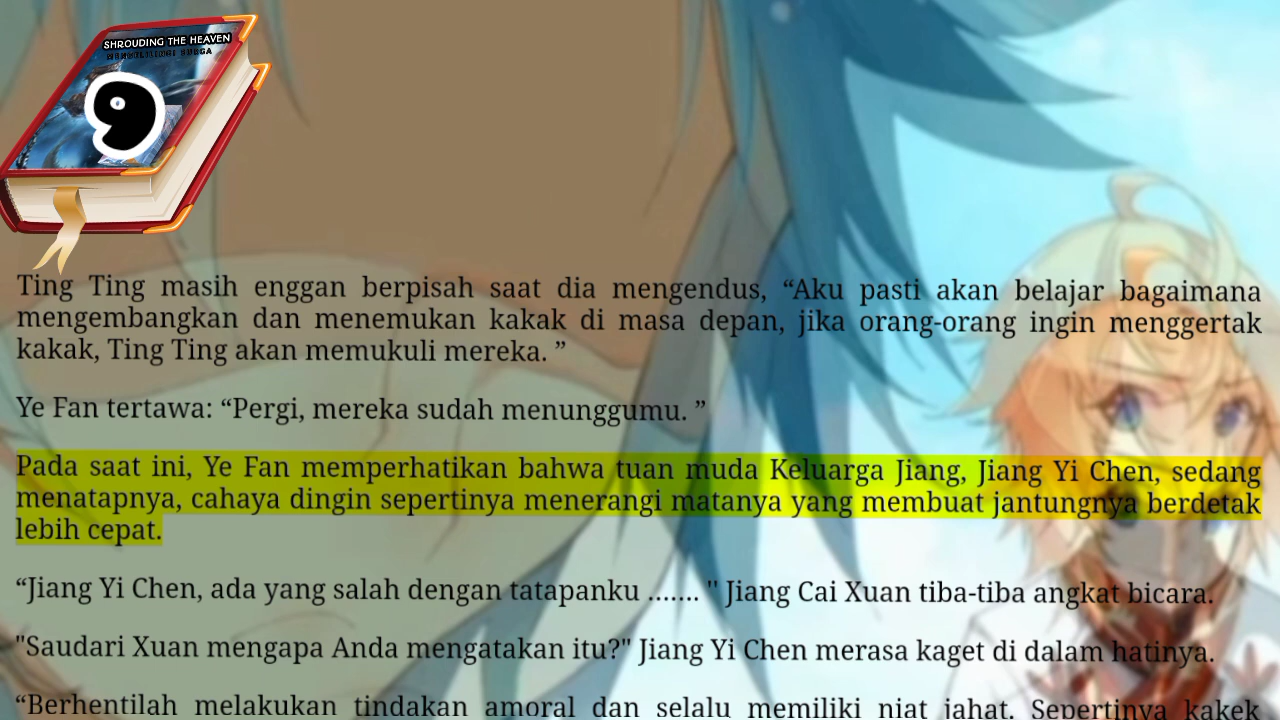 SHROUDING THE HEAVEN
9
Ting Ting masih enggan berpisah saat dia mengendus, “Aku pasti akan belajar bagaimana
mengembangkan dan menemukan kakak di masa depan, jika orang-orang ingin menggertak
kakak, Ting Ting akan memukuli mereka. ”
Ye Fan tertawa: “Pergi, mereka sudah menunggumu. ”
Pada saat ini, Ye Fan memperhatikan bahwa tuan muda Keluarga Jiang, Jiang Yi Chen, sedang
menatapnya, cahaya dingin sepertinya menerangi matanya yang membuat jantungnya berdetak
lebih cepat.
“Jiang Yi Chen, ada yang salah dengan tatapanku ……. " Jiang Cai Xuan tiba-tiba angkat bicara.
"Saudari Xuan mengapa Anda mengatakan itu?" Jiang Yi Chen merasa kaget di dalam hatinya.
“Berhentilah melakukan tindakan amoral dan selalu memiliki niat jahat. Sepertinya kakek